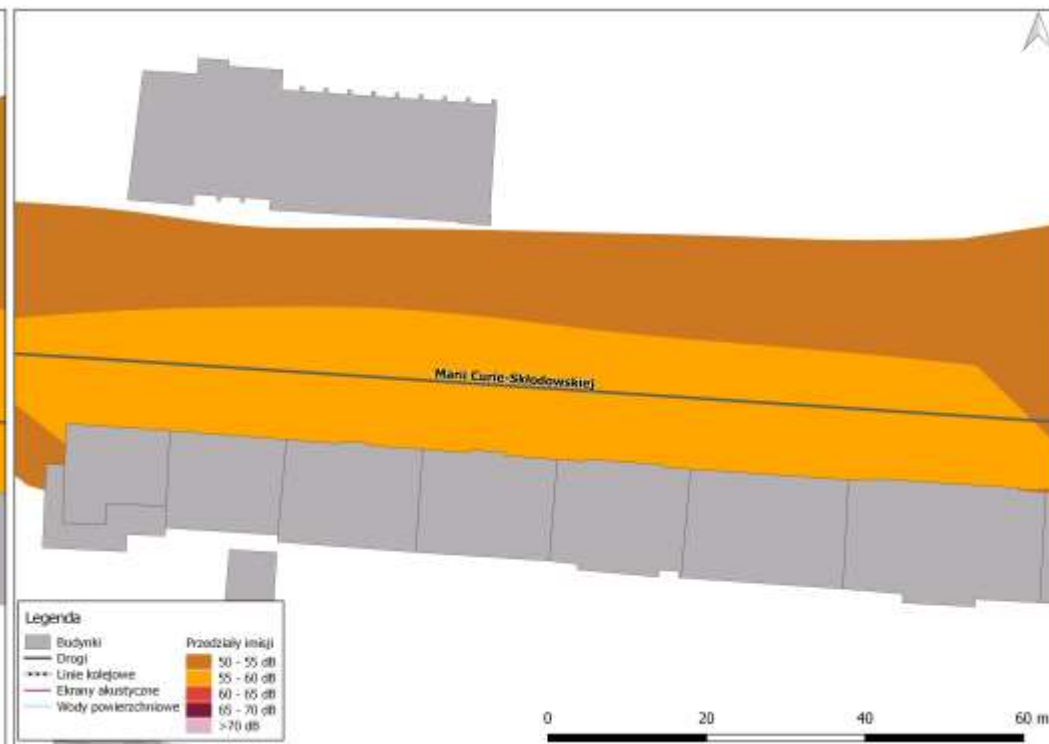 Marii Curie-Skłodowskiej
Legenda
Budynki
Drogi
Linie kolejowe
Ekrany akustyczne
Wody powierzchniowe
Przedziały imisji
50 - 55 dB
55 - 60 dB
60 - 65 dB
65 - 70 dB
>70 dB
0 20 40 60 m